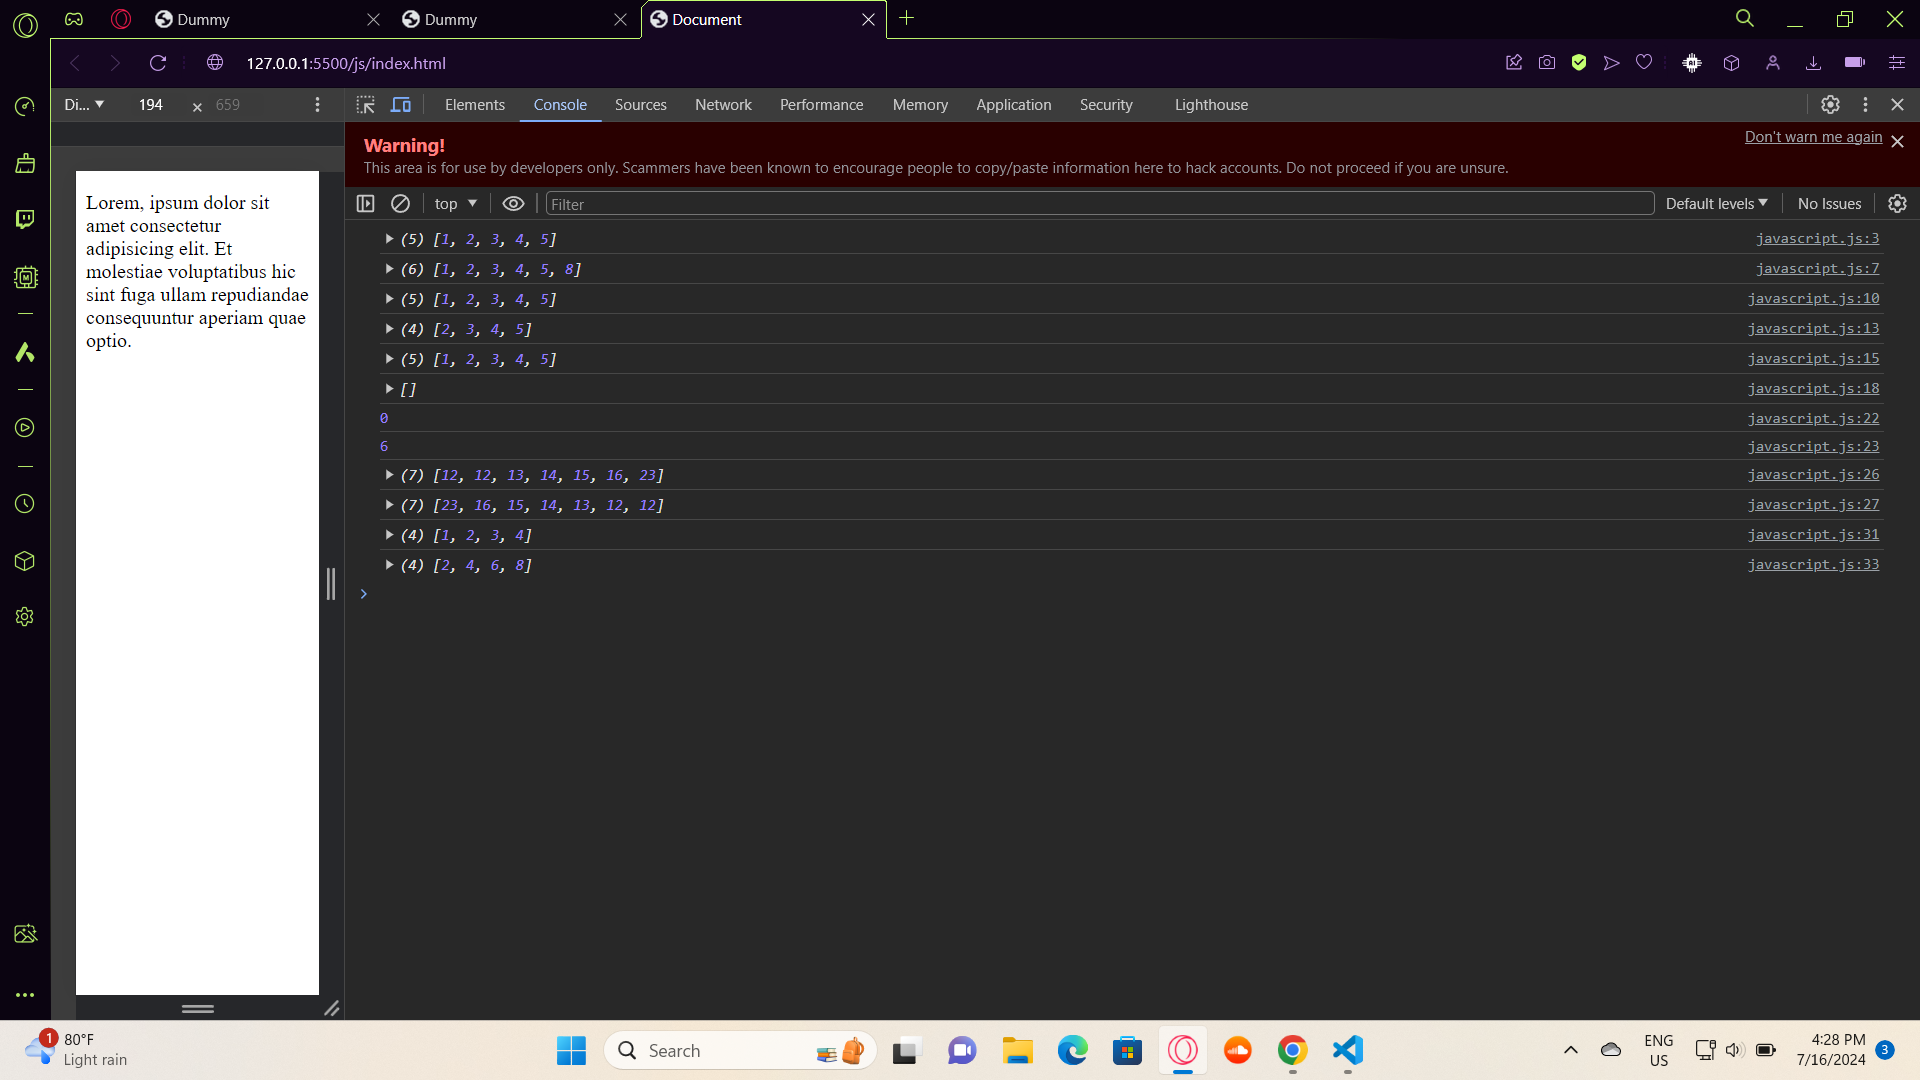 Dummy
Dummy
Document
127.0.0.1:5500/js/index.html
Di...
194
659
Elements
Console
Sources
Network
Performance
Memory
Application
Security
Lighthouse
Warning!
Don't warn me again
This area is for use by developers only. Scammers have been known to encourage people to copy/paste information here to hack accounts. Do not proceed if you are unsure.
top
Filter
Default levels
No Issues
Lorem, ipsum dolor sit
amet consectetur
adipisicing elit. Et
molestiae voluptatibus hic
sint fuga ullam repudiandae
consequuntur aperiam quae
optio.
(5) [1, 2, 3, 4, 5] javascript.js:3
(6) [1, 2, 3, 4, 5, 8] javascript.js:7
(5) [1, 2, 3, 4, 5] javascript.js:10
(4) [2, 3, 4, 5] javascript.js:13
(5) [1, 2, 3, 4, 5] javascript.js:15
[] javascript.js:18
0 javascript.js:22
6 javascript.js:23
(7) [12, 12, 13, 14, 15, 16, 23] javascript.js:26
(7) [23, 16, 15, 14, 13, 12, 12] javascript.js:27
(4) [1, 2, 3, 4] javascript.js:31
(4) [2, 4, 6, 8] javascript.js:33
1
80°F
Light rain
Search
ENG
US
4:28 PM
7/16/2024
3